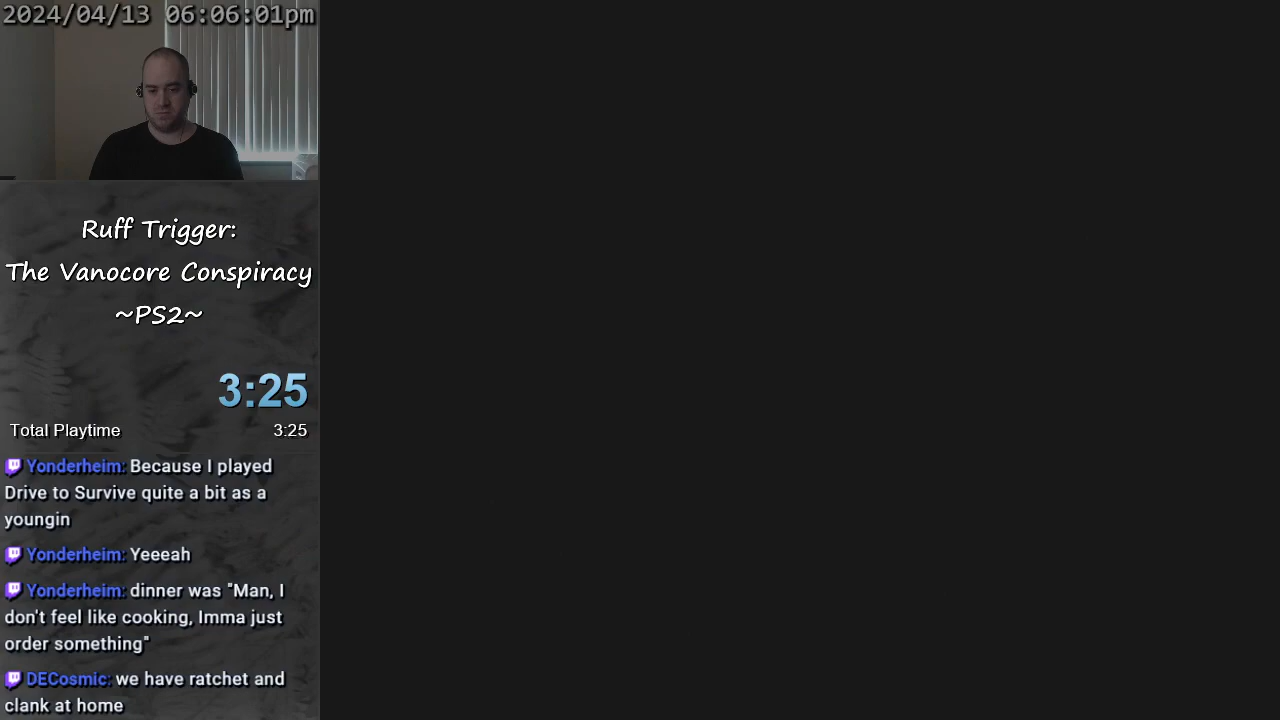 2024/04/13 06:06:01pm
Ruff Trigger:
The Vanocore Conspiracy
~PS2~
3:25
Total Playtime 3:25
Yonderheim: Because I played
Drive to Survive quite a bit as a
youngin
Yonderheim: Yeeeah
Yonderheim: dinner was "Man, I
don't feel like cooking, Imma just
order something"
DECosmic: we have ratchet and
clank at home